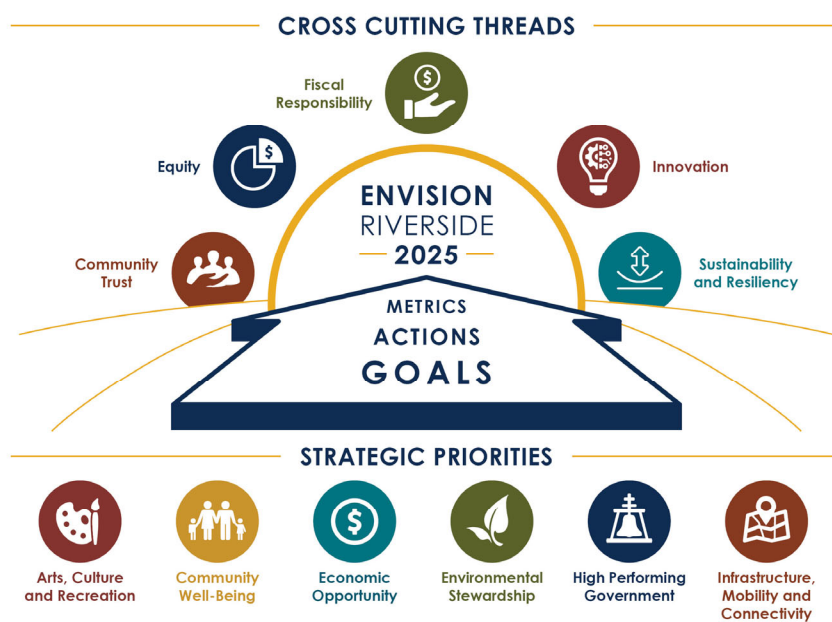 CROSS CUTTING THREADS
Fiscal
Responsibility
$
Equity
$
Innovation
Community
Trust
Sustainability
and Resiliency
ENVISION
RIVERSIDE
2025
METRICS
ACTIONS
GOALS
STRATEGIC PRIORITIES
$
Arts, Culture
and Recreation
Community
Well-Being
Economic
Opportunity
Environmental
Stewardship
High Performing
Government
Infrastructure,
Mobility and
Connectivity